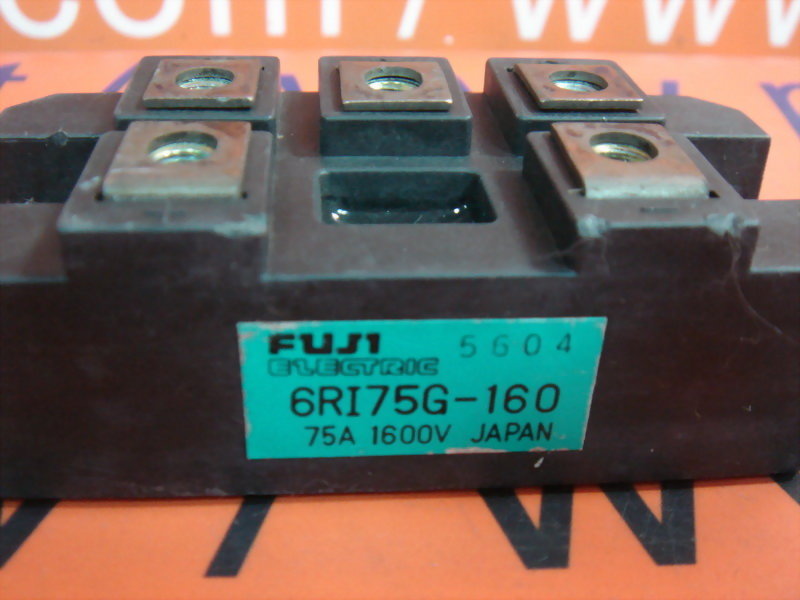 FUJI 5604
ELECTRIC
6RI75G-160
75A 1600V JAPAN